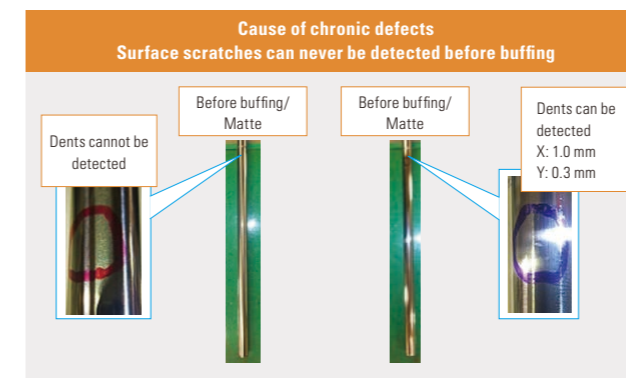 Cause of chronic defects
Surface scratches can never be detected before buffing
Dents cannot be
detected
Before buffing/
Matte
Before buffing/
Matte
Dents can be
detected
X: 1.0 mm
Y: 0.3 mm